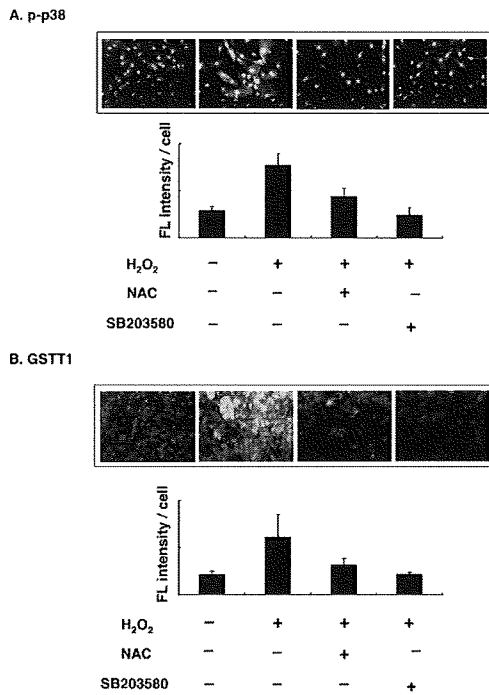 A. p-p38
FL intensity / cell
H₂O₂ – + + +
NAC – – + –
SB203580 – – – +
B. GSTT1
FL intensity / cell
H₂O₂ – + + +
NAC – – + –
SB203580 – – – +